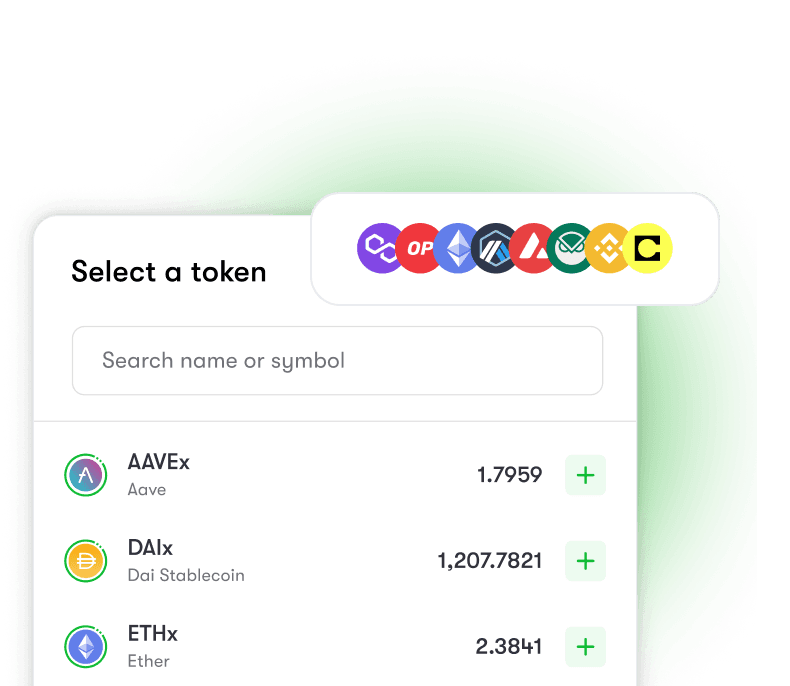 OP
C
Select a token
Search name or symbol
AAVEx
Aave
1.7959
DAIx
Dai Stablecoin
1,207.7821
ETHx
Ether
2.3841